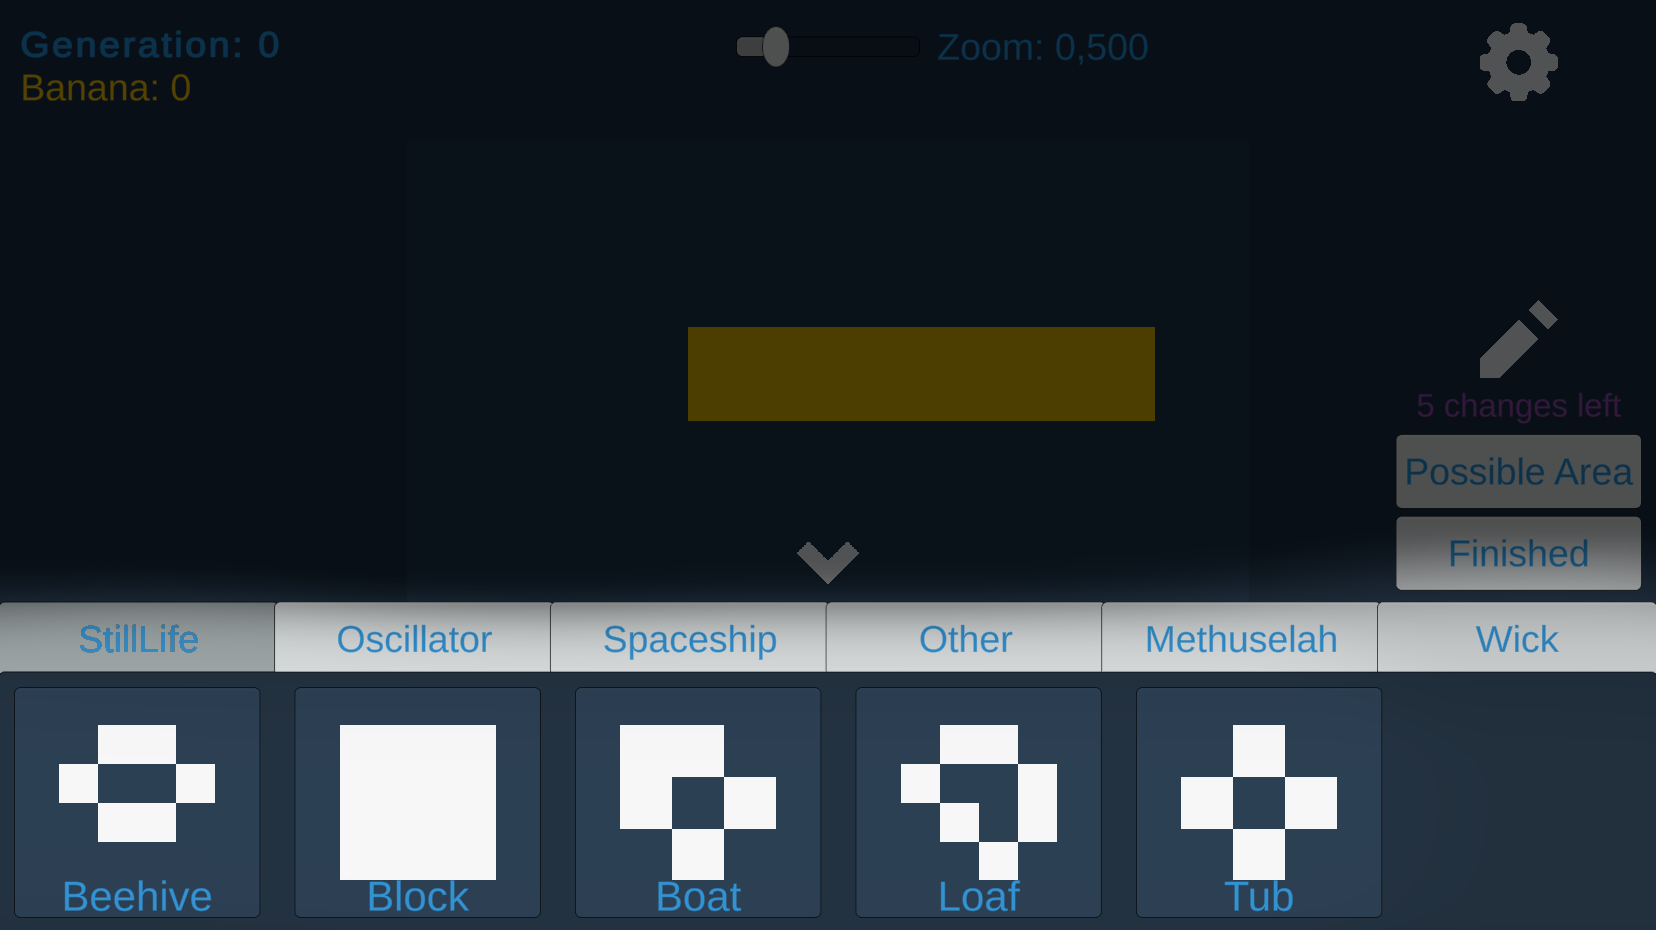 Generation: 0
Banana: 0
Zoom: 0,500
5 changes left
Possible Area
Finished
StillLife
Oscillator
Spaceship
Other
Methuselah
Wick
Beehive
Block
Boat
Loaf
Tub